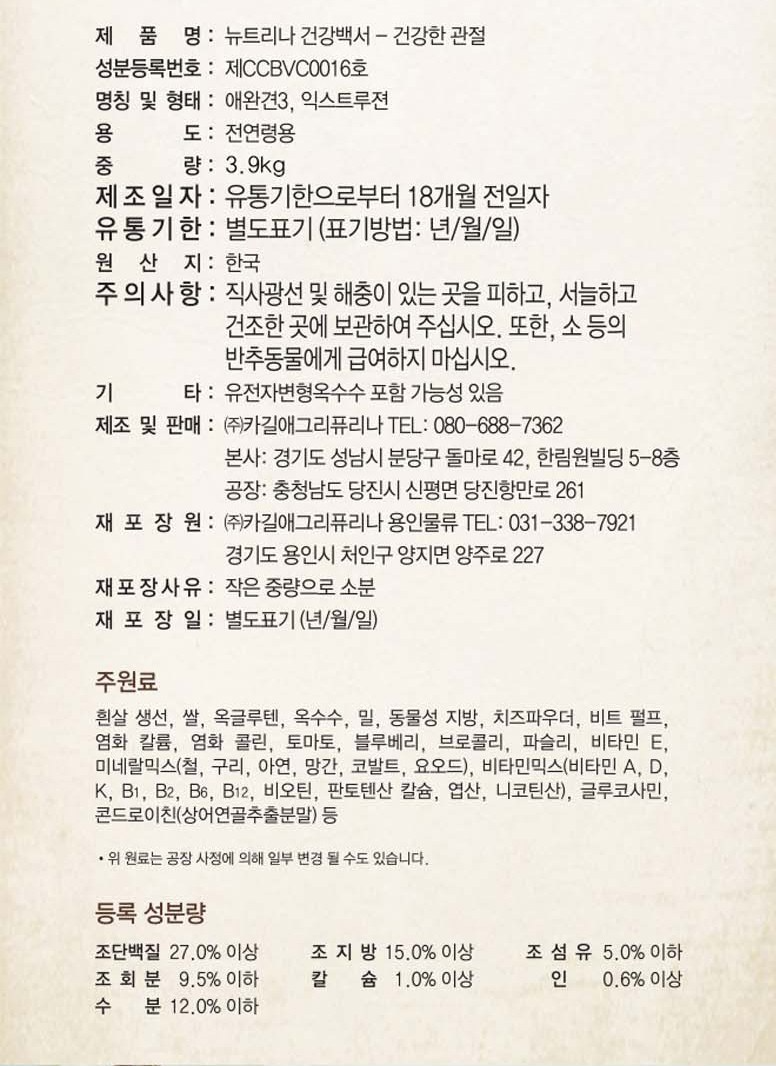 제 품 명 : 뉴트리나 건강백서 - 건강한 관절
성분등록번호 : 제CCBVC0016호
명칭 및 형태 : 애완견3, 익스트루젼
용 도 : 전연령용
중 량 : 3.9kg
제조일자 : 유통기한으로부터 18개월 전일자
유통기한 : 별도표기 (표기방법: 년/월/일)
원 산 지 : 한국
주의사항 : 직사광선 및 해충이 있는 곳을 피하고, 서늘하고
건조한 곳에 보관하여 주십시오. 또한, 소 등의
반추동물에게 급여하지 마십시오.
기 타 : 유전자변형옥수수 포함 가능성 있음
제조 및 판매 : ㈜카길애그리퓨리나 TEL: 080-688-7362
본사: 경기도 성남시 분당구 돌마로 42, 한림원빌딩 5-8층
공장: 충청남도 당진시 신평면 당진항만로 261
재 포 장 원 : ㈜카길애그리퓨리나 용인물류 TEL: 031-338-7921
경기도 용인시 처인구 양지면 양주로 227
재포장사유 : 작은 중량으로 소분
재 포 장 일 : 별도표기 (년/월/일)
주원료
흰살 생선, 쌀, 옥글루텐, 옥수수, 밀, 동물성 지방, 치즈파우더, 비트 펄프,
염화 칼륨, 염화 콜린, 토마토, 블루베리, 브로콜리, 파슬리, 비타민 E,
미네랄믹스(철, 구리, 아연, 망간, 코발트, 요오드), 비타민믹스(비타민 A, D,
K, B1, B2, B6, B12, 비오틴, 판토텐산 칼슘, 엽산, 니코틴산), 글루코사민,
콘드로이친(상어연골추출분말) 등
• 위 원료는 공장 사정에 의해 일부 변경 될 수도 있습니다.
등록 성분량
조단백질 27.0% 이상 조 지 방 15.0% 이상 조 섬 유 5.0% 이하
조 회 분 9.5% 이하 칼 슘 1.0% 이상 인 0.6% 이상
수 분 12.0% 이하